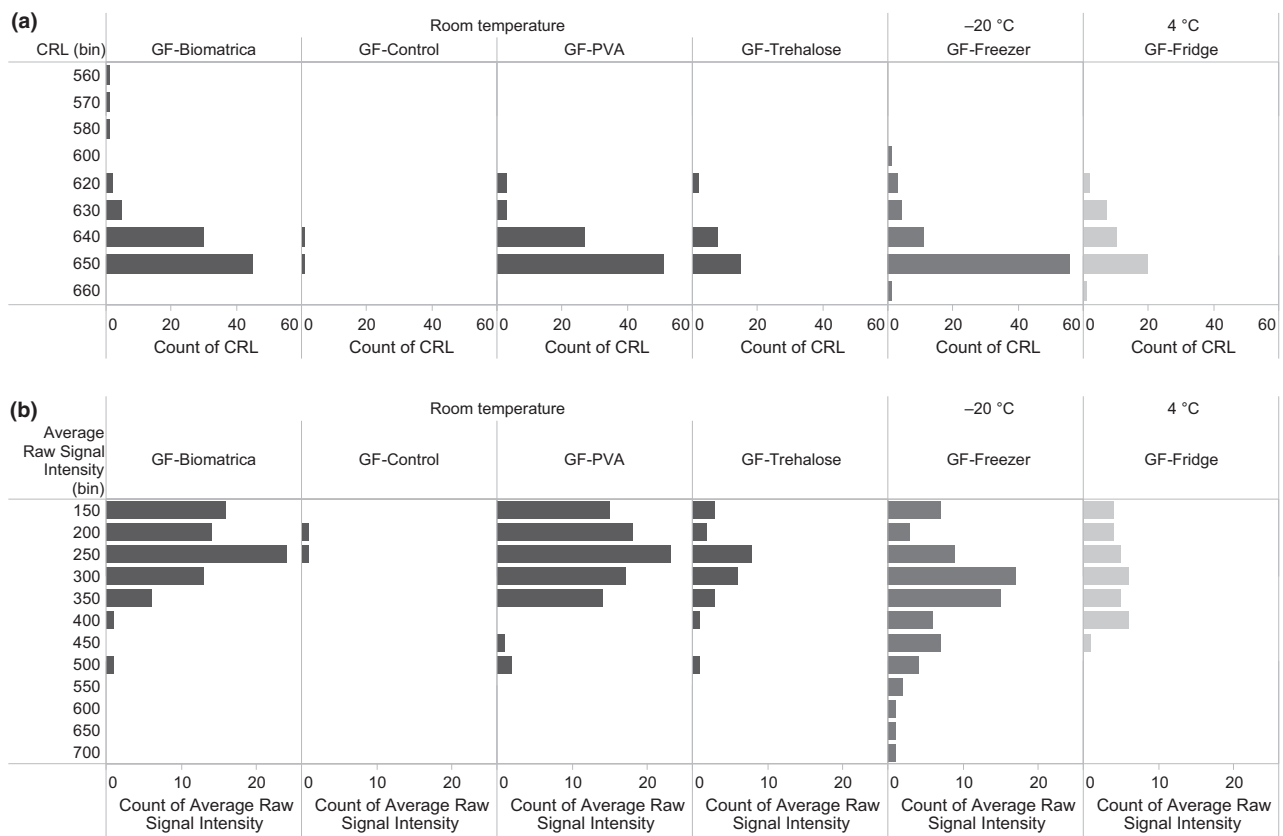 (a)
Room temperature
–20 °C
4 °C
CRL (bin)
GF-Biomatrica
GF-Control
GF-PVA
GF-Trehalose
GF-Freezer
GF-Fridge
560
570
580
600
620
630
640
650
660
0 20 40 60 0 20 40 60 0 20 40 60 0 20 40 60 0 20 40 60 0 20 40 60
Count of CRL
Count of CRL
Count of CRL
Count of CRL
Count of CRL
Count of CRL
(b)
Room temperature
–20 °C
4 °C
Average
Raw Signal
Intensity
(bin)
GF-Biomatrica
GF-Control
GF-PVA
GF-Trehalose
GF-Freezer
GF-Fridge
150
200
250
300
350
400
450
500
550
600
650
700
0 10 20 0 10 20 0 10 20 0 10 20 0 10 20 0 10 20
Count of Average Raw
Signal Intensity
Count of Average Raw
Signal Intensity
Count of Average Raw
Signal Intensity
Count of Average Raw
Signal Intensity
Count of Average Raw
Signal Intensity
Count of Average Raw
Signal Intensity